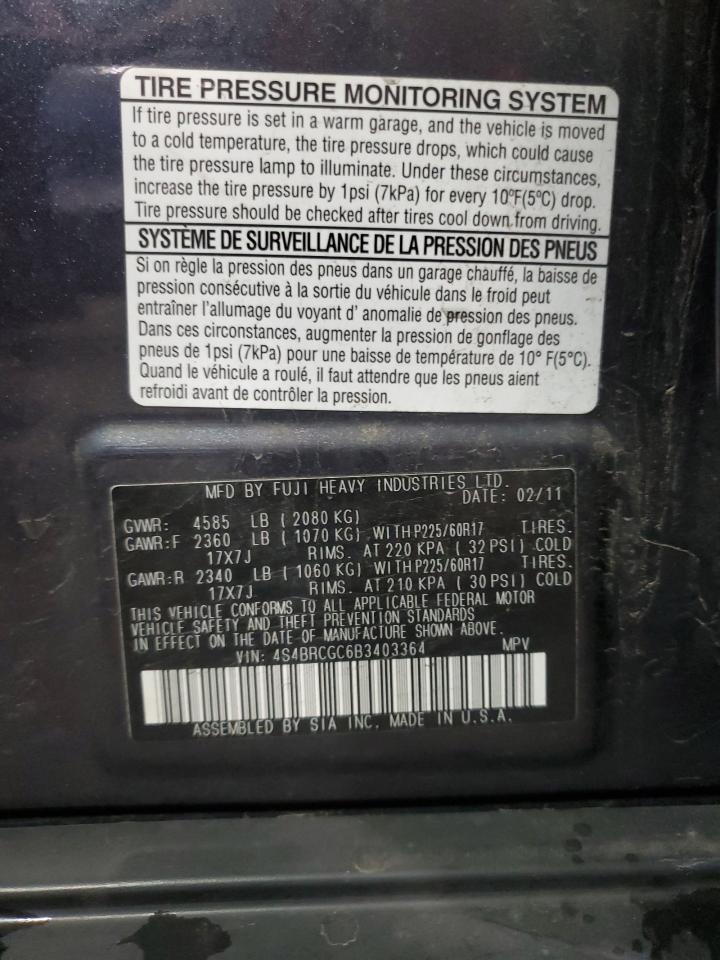 TIRE PRESSURE MONITORING SYSTEM
If tire pressure is set in a warm garage, and the vehicle is moved
to a cold temperature, the tire pressure drops, which could cause
the tire pressure lamp to illuminate. Under these circumstances,
increase the tire pressure by 1psi (7kPa) for every 10°F(5°C) drop.
Tire pressure should be checked after tires cool down from driving.
SYSTÈME DE SURVEILLANCE DE LA PRESSION DES PNEUS
Si on règle la pression des pneus dans un garage chauffé, la baisse de
pression consécutive à la sortie du véhicule dans le froid peut
entraîner l'allumage du voyant d' anomalie de pression des pneus.
Dans ces circonstances, augmenter la pression de gonflage des
pneus de 1psi (7kPa) pour une baisse de température de 10° F(5°C).
Quand le véhicule a roulé, il faut attendre que les pneus aient
refroidi avant de contrôler la pression.
MFD BY FUJI HEAVY INDUSTRIES LTD.
DATE: 02/11
GVWR: 4585 LB ( 2080 KG)
GAWR:F 2360 LB ( 1070 KG) WITH P225/60R17 TIRES.
17X7J RIMS. AT 220 KPA ( 32 PSI) COLD
GAWR:R 2340 LB ( 1060 KG) WITH P225/60R17 TIRES.
17X7J RIMS. AT 210 KPA ( 30 PSI) COLD
THIS VEHICLE CONFORMS TO ALL APPLICABLE FEDERAL MOTOR
VEHICLE SAFETY AND THEFT PREVENTION STANDARDS
IN EFFECT ON THE DATE OF MANUFACTURE SHOWN ABOVE.
VIN: 4S4BRCGC6B3403364 MPV
ASSEMBLED BY SIA INC. MADE IN U.S.A.